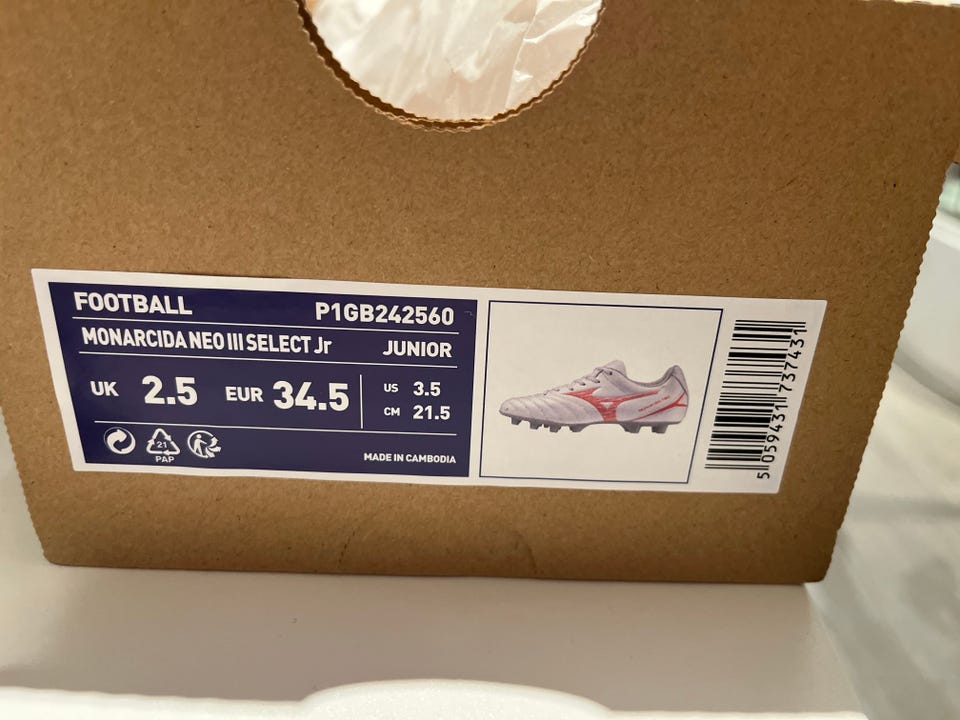 FOOTBALL P1GB242560
MONARCIDA NEO III SELECT Jr JUNIOR
UK 2.5 EUR 34.5 US 3.5
CM 21.5
21
PAP
MADE IN CAMBODIA
5 059431 737431